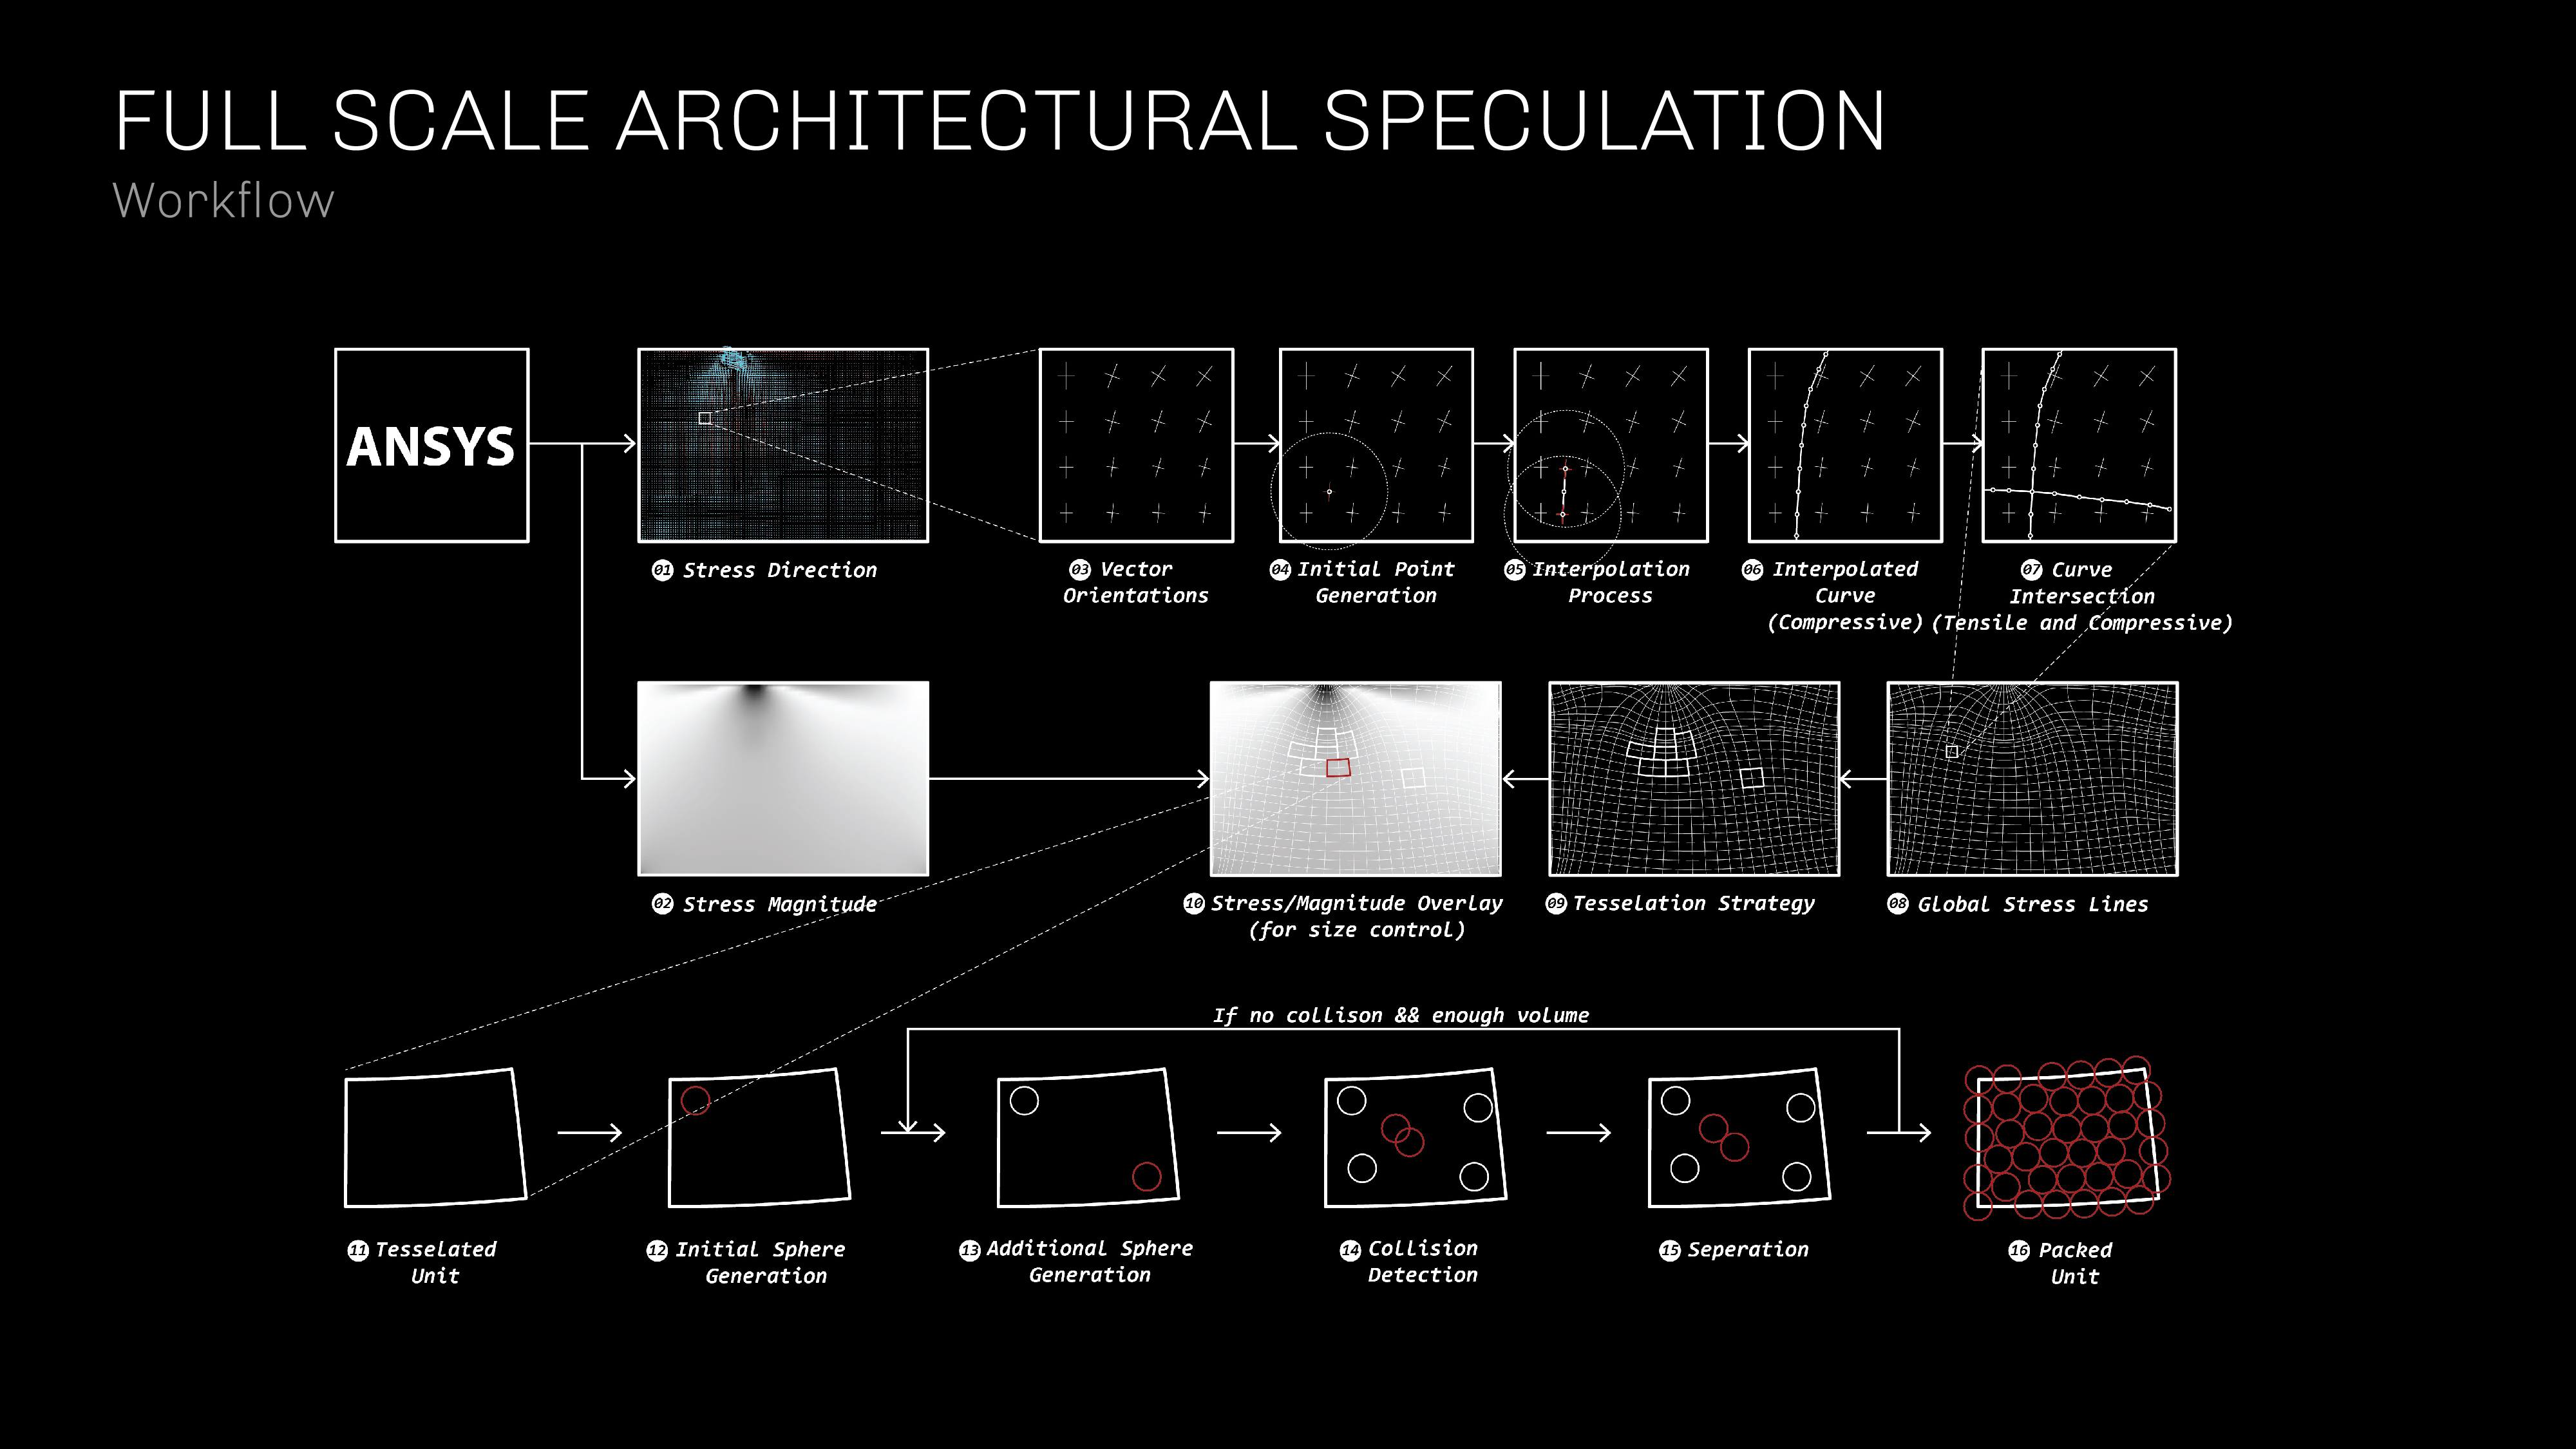 FULL SCALE ARCHITECTURAL SPECULATION
Workflow
ANSYS
01 Stress Direction
03 Vector
Orientations
04 Initial Point
Generation
05 Interpolation
Process
06 Interpolated
Curve
(Compressive)
07 Curve
Intersection
(Tensile and Compressive)
02 Stress Magnitude
10 Stress/Magnitude Overlay
(for size control)
09 Tesselation Strategy
08 Global Stress Lines
If no collison && enough volume
11 Tesselated
Unit
12 Initial Sphere
Generation
13 Additional Sphere
Generation
14 Collision
Detection
15 Seperation
16 Packed
Unit